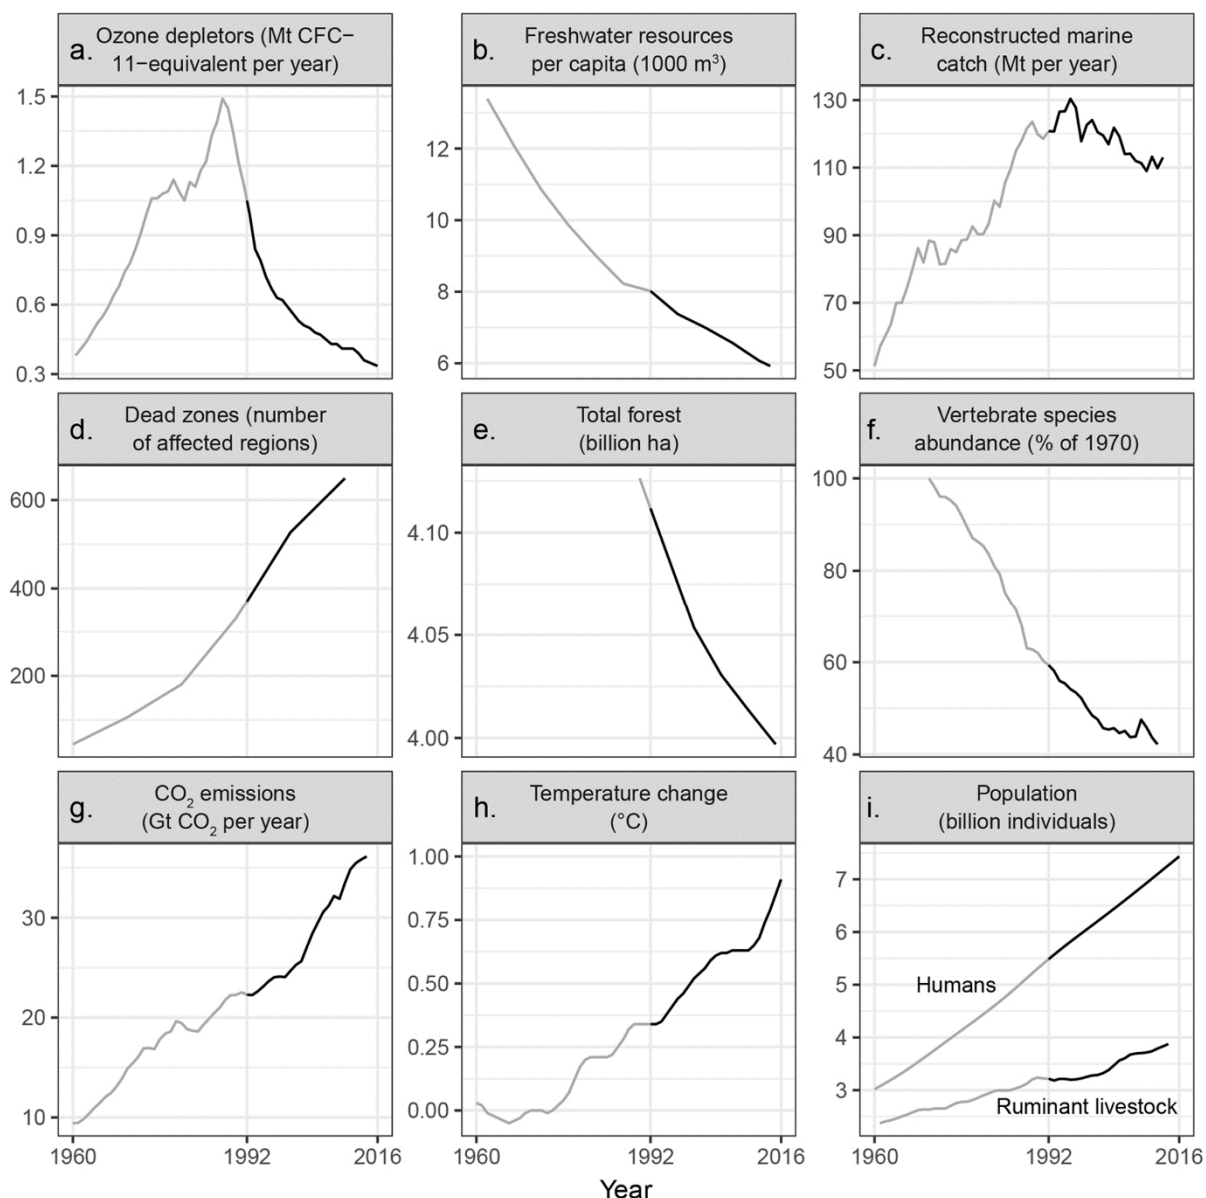 a. Ozone depletors (Mt CFC−
11−equivalent per year)
b. Freshwater resources
per capita (1000 m³)
c. Reconstructed marine
catch (Mt per year)
1.5
1.2
0.9
0.6
0.3
12
10
8
6
130
110
90
70
50
d. Dead zones (number
of affected regions)
e. Total forest
(billion ha)
f. Vertebrate species
abundance (% of 1970)
600
400
200
4.10
4.05
4.00
100
80
60
40
g. CO₂ emissions
(Gt CO₂ per year)
h. Temperature change
(°C)
i. Population
(billion individuals)
30
20
10
1.00
0.75
0.50
0.25
0.00
7
6
5
4
3
Humans
Ruminant livestock
1960 1992 2016
1960 1992 2016
1960 1992 2016
Year